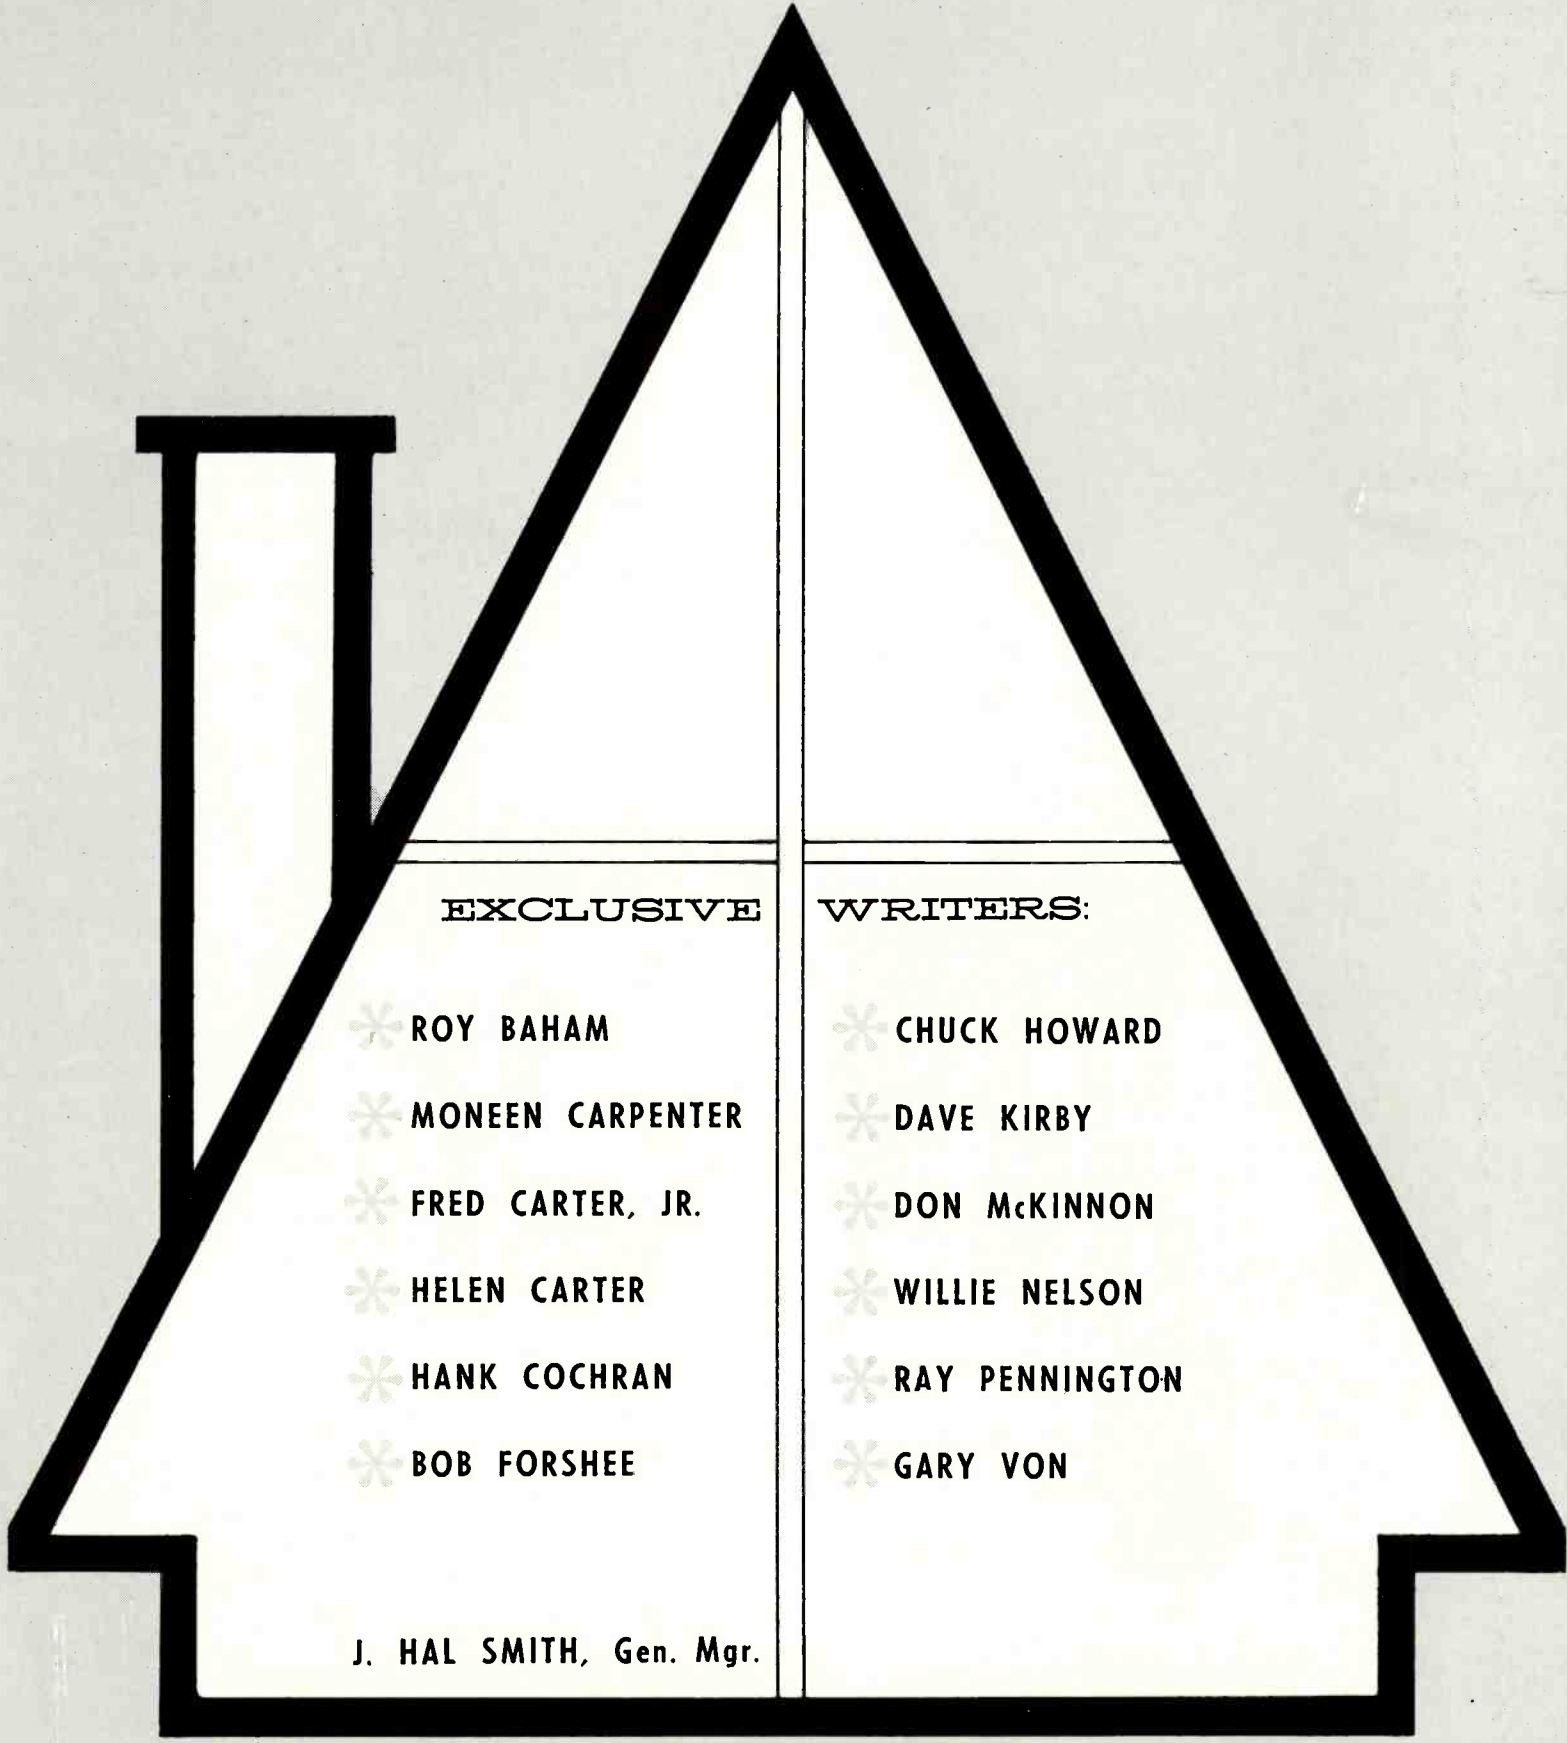 EXCLUSIVE WRITERS:
ROY BAHAM
MONEEN CARPENTER
FRED CARTER, JR.
HELEN CARTER
HANK COCHRAN
BOB FORSHEE
CHUCK HOWARD
DAVE KIRBY
DON McKINNON
WILLIE NELSON
RAY PENNINGTON
GARY VON
J. HAL SMITH, Gen. Mgr.